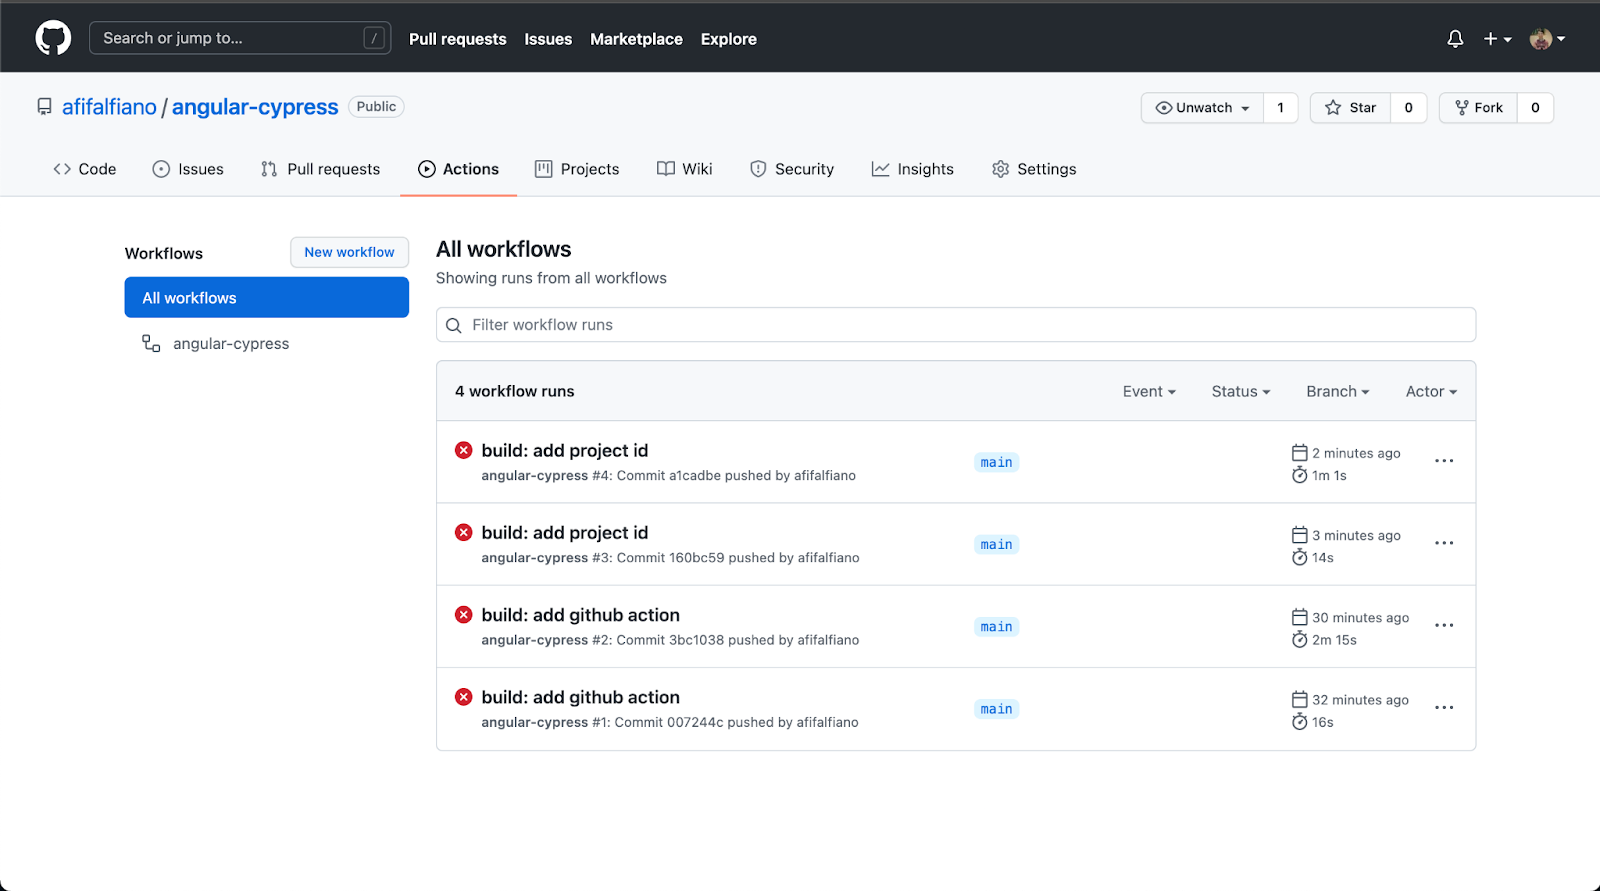 Search or jump to... / Pull requests Issues Marketplace Explore
afifalfiano / angular-cypress Public Unwatch 1 Star 0 Fork 0
Code Issues Pull requests Actions Projects Wiki Security Insights Settings
Workflows New workflow
All workflows
angular-cypress
All workflows
Showing runs from all workflows
Filter workflow runs
4 workflow runs Event Status Branch Actor
build: add project id
angular-cypress #4: Commit a1cadbe pushed by afifalfiano
main
2 minutes ago
1m 1s
build: add project id
angular-cypress #3: Commit 160bc59 pushed by afifalfiano
main
3 minutes ago
14s
build: add github action
angular-cypress #2: Commit 3bc1038 pushed by afifalfiano
main
30 minutes ago
2m 15s
build: add github action
angular-cypress #1: Commit 007244c pushed by afifalfiano
main
32 minutes ago
16s